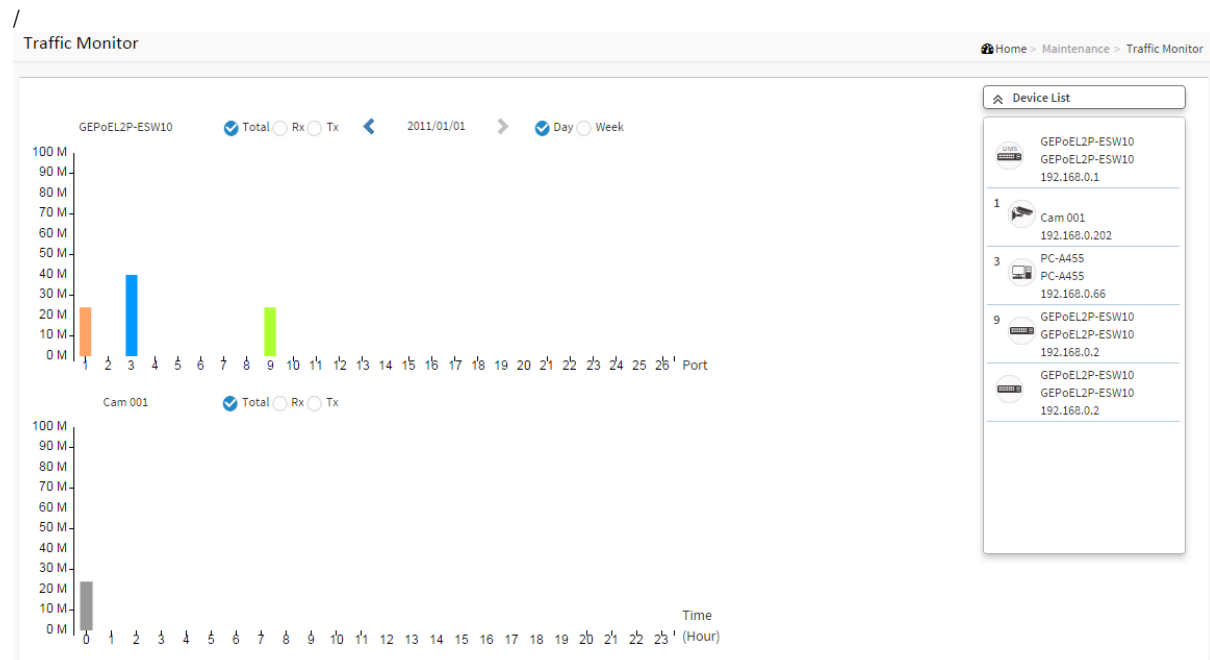 /
Traffic Monitor
Home > Maintenance > Traffic Monitor
Device List
GEPoEL2P-ESW10 Total Rx Tx 2011/01/01 Day Week
100 M
90 M
80 M
70 M
60 M
50 M
40 M
30 M
20 M
10 M
0 M
1 2 3 4 5 6 7 8 9 10 11 12 13 14 15 16 17 18 19 20 21 22 23 24 25 26 Port
Cam 001 Total Rx Tx
100 M
90 M
80 M
70 M
60 M
50 M
40 M
30 M
20 M
10 M
0 M
0 1 2 3 4 5 6 7 8 9 10 11 12 13 14 15 16 17 18 19 20 21 22 23
Time
(Hour)
DMS
GEPoEL2P-ESW10
GEPoEL2P-ESW10
192.168.0.1
1
Cam 001
192.168.0.202
3
PC-A455
PC-A455
192.168.0.66
9
GEPoEL2P-ESW10
GEPoEL2P-ESW10
192.168.0.2
GEPoEL2P-ESW10
GEPoEL2P-ESW10
192.168.0.2